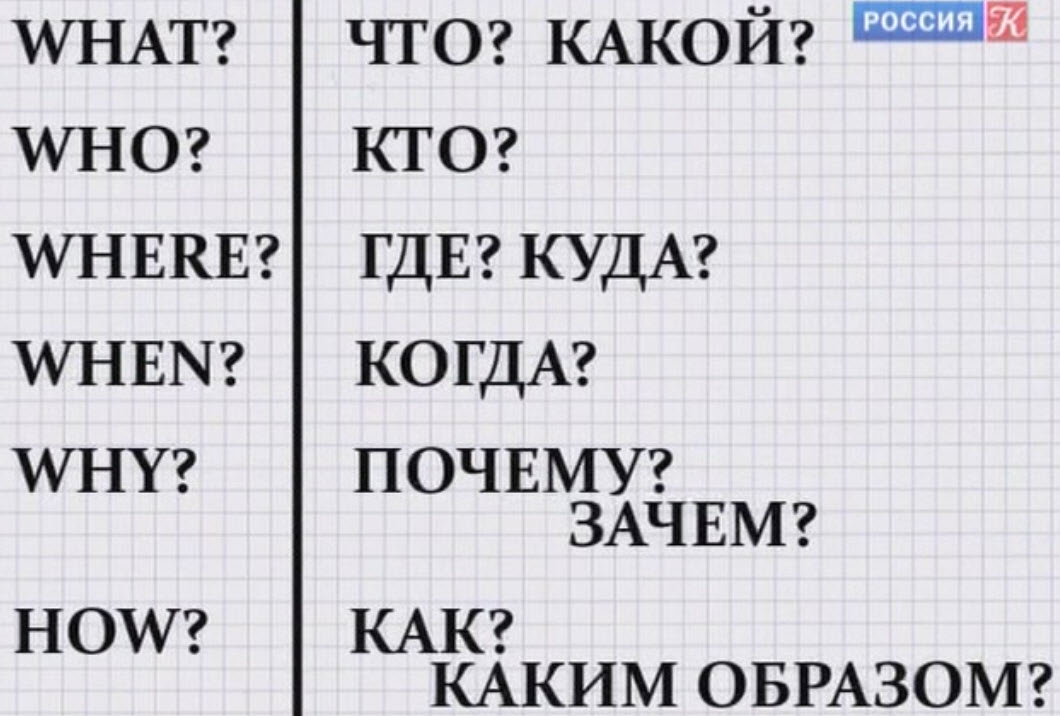 WHAT? ЧТО? КАКОЙ? РОССИЯ К
WHO? КТО?
WHERE? ГДЕ? КУДА?
WHEN? КОГДА?
WHY? ПОЧЕМУ?
ЗАЧЕМ?
HOW? КАК?
КАКИМ ОБРАЗОМ?